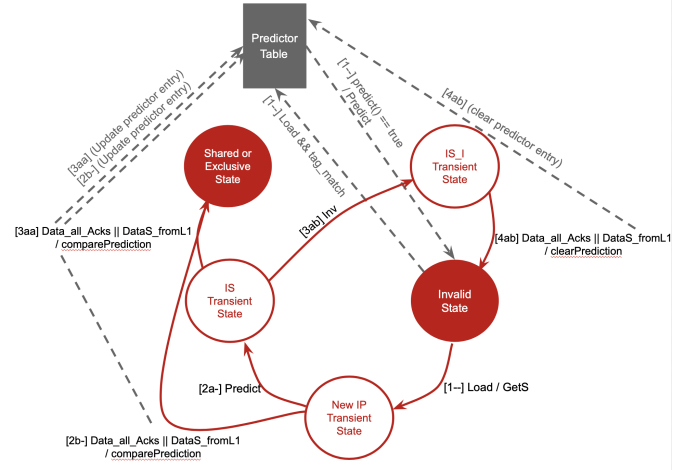 Predictor
Table
[3aa] (Update predictor entry)
[2b-] (Update predictor entry)
[1--] Load && tag_match
[1--] predict() == true
/ Predict
[4ab] (clear predictor entry)
Shared or
Exclusive
State
IS_I
Transient
State
[3ab] Inv
[3aa] Data_all_Acks || DataS_fromL1
/ comparePrediction
[4ab] Data_all_Acks || DataS_fromL1
/ clearPrediction
IS
Transient
State
Invalid
State
[2a-] Predict
[1--] Load / GetS
New IP
Transient
State
[2b-] Data_all_Acks || DataS_fromL1
/ comparePrediction